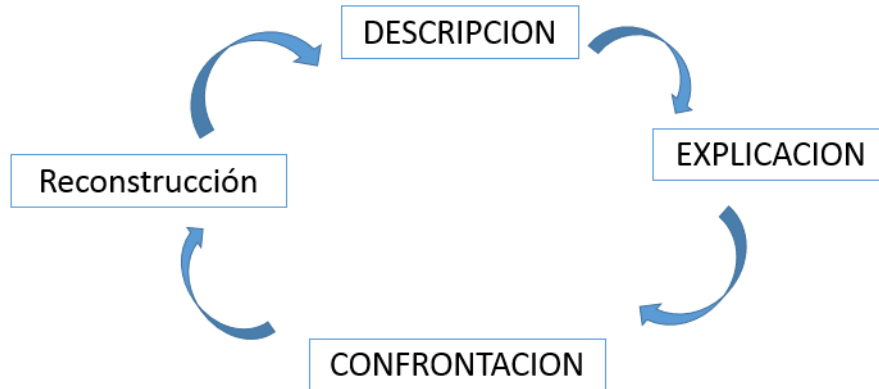 DESCRIPCION
EXPLICACION
Reconstrucción
CONFRONTACION